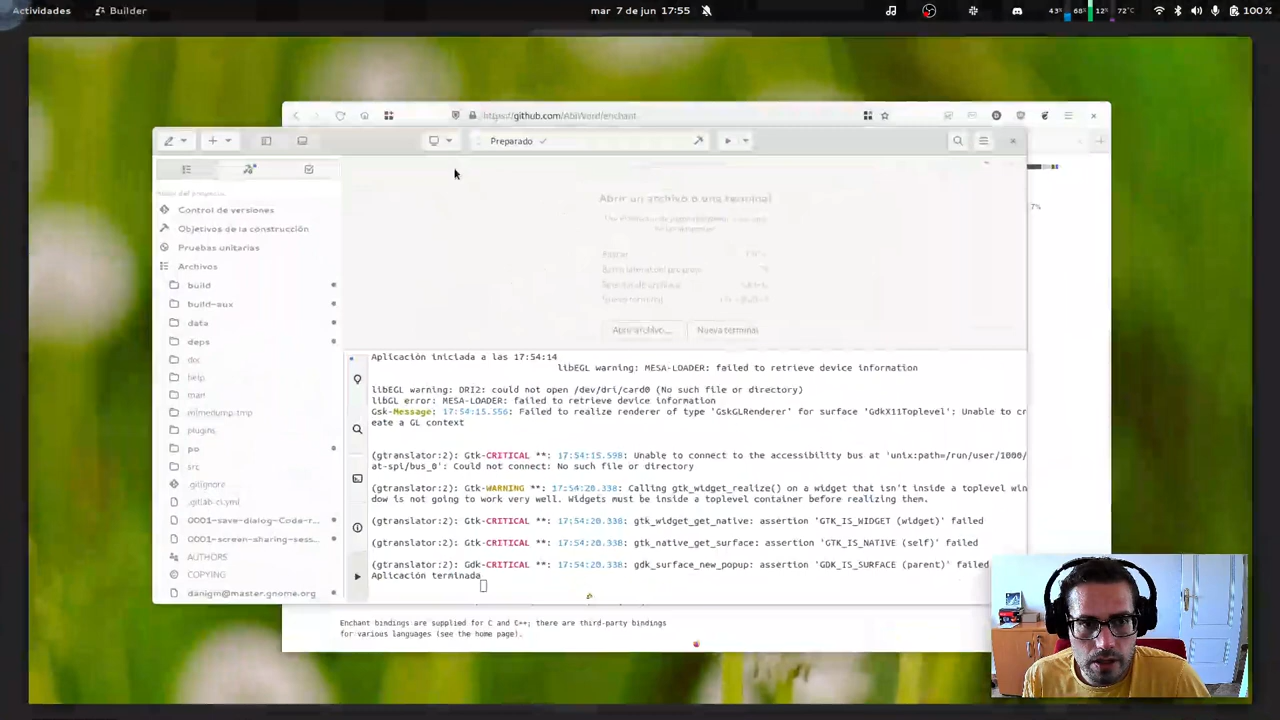 Actividades
Builder
mar 7 de jun 17:55
43%
68%
12%
72°C
100 %
https://github.com/AbiWord/enchant
Preparado
7%
Abrir un archivo o una terminal
Control de versiones
Objetivos de la construcción
Pruebas unitarias
Archivos
build
build-aux
data
deps
doc
help
man
mimedump.tmp
plugins
po
src
.gitignore
.gitlab-ci.yml
0001-save-dialog-Code-r...
0001-screen-sharing-sess...
AUTHORS
COPYING
danigm@master.gnome.org
Abrir archivo...
Nueva terminal
Aplicación iniciada a las 17:54:14
libEGL warning: MESA-LOADER: failed to retrieve device information
libEGL warning: DRI2: could not open /dev/dri/card0 (No such file or directory)
libGL error: MESA-LOADER: failed to retrieve device information
Gsk-Message: 17:54:15.556: Failed to realize renderer of type 'GskGLRenderer' for surface 'GdkX11Toplevel': Unable to cr
eate a GL context
(gtranslator:2): Gtk-CRITICAL **: 17:54:15.598: Unable to connect to the accessibility bus at 'unix:path=/run/user/1000/
at-spi/bus_0': Could not connect: No such file or directory
(gtranslator:2): Gtk-WARNING **: 17:54:20.338: Calling gtk_widget_realize() on a widget that isn't inside a toplevel win
dow is not going to work very well. Widgets must be inside a toplevel container before realizing them.
(gtranslator:2): Gtk-CRITICAL **: 17:54:20.338: gtk_widget_get_native: assertion 'GTK_IS_WIDGET (widget)' failed
(gtranslator:2): Gtk-CRITICAL **: 17:54:20.338: gtk_native_get_surface: assertion 'GTK_IS_NATIVE (self)' failed
(gtranslator:2): Gdk-CRITICAL **: 17:54:20.338: gdk_surface_new_popup: assertion 'GDK_IS_SURFACE (parent)' failed
Aplicación terminada
Enchant bindings are supplied for C and C++; there are third-party bindings
for various languages (see the home page).